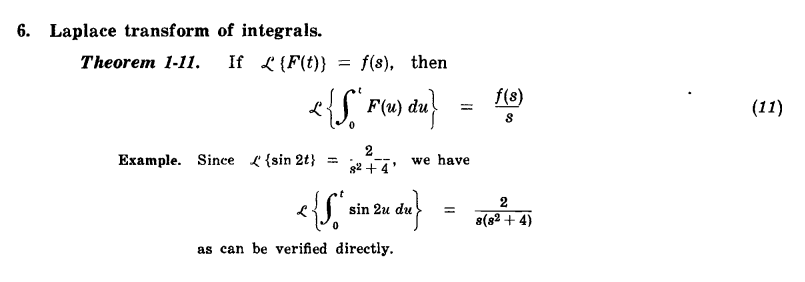 6. Laplace transform of integrals.
Theorem 1-11. If ℒ {F(t)} = f(s), then
ℒ{∫₀ᵗ F(u) du} = f(s)/s (11)
Example. Since ℒ {sin 2t} = 2/(s² + 4), we have
ℒ{∫₀ᵗ sin 2u du} = 2/(s(s² + 4))
as can be verified directly.